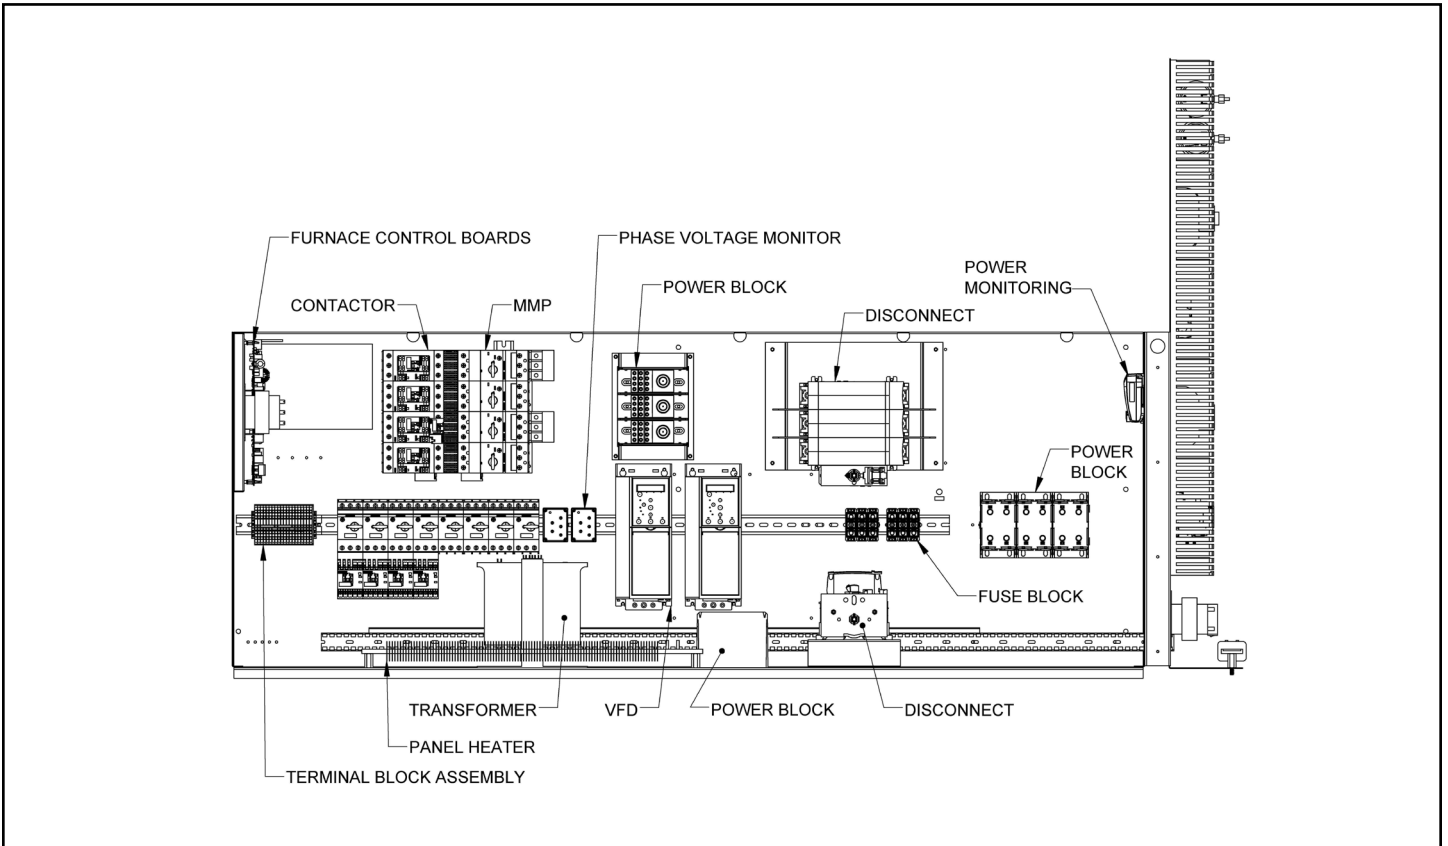 FURNACE CONTROL BOARDS
PHASE VOLTAGE MONITOR
POWER
MONITORING
POWER BLOCK
CONTACTOR
MMP
DISCONNECT
POWER
BLOCK
FUSE BLOCK
TRANSFORMER
VFD
POWER BLOCK
DISCONNECT
PANEL HEATER
TERMINAL BLOCK ASSEMBLY